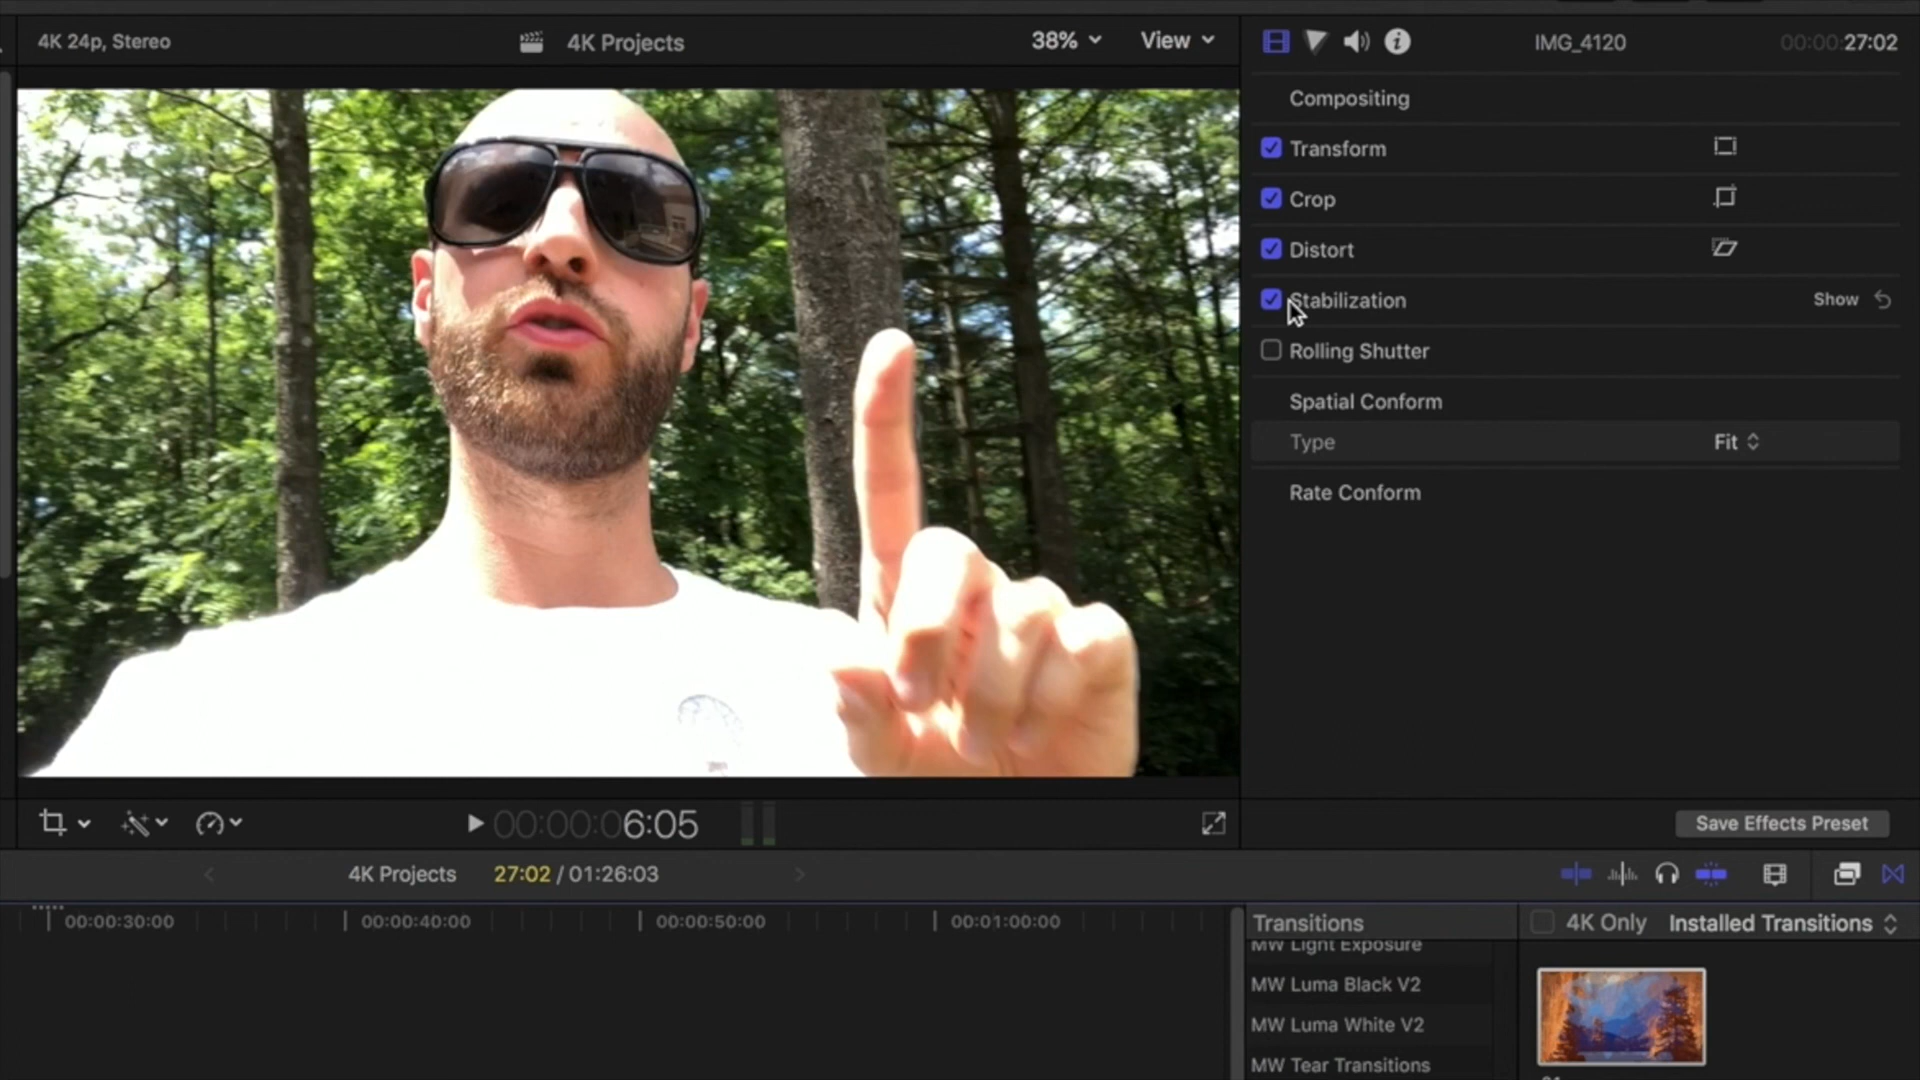 4K 24p, Stereo
4K Projects
38%
View
IMG_4120
00:00:27:02
Compositing
Transform
Crop
Distort
Stabilization
Show
Rolling Shutter
Spatial Conform
Type
Fit
Rate Conform
00:00:06:05
Save Effects Preset
4K Projects
27:02 / 01:26:03
00:00:30:00
00:00:40:00
00:00:50:00
00:01:00:00
Transitions
4K Only
Installed Transitions
MW Light Exposure
MW Luma Black V2
MW Luma White V2
MW Tear Transitions